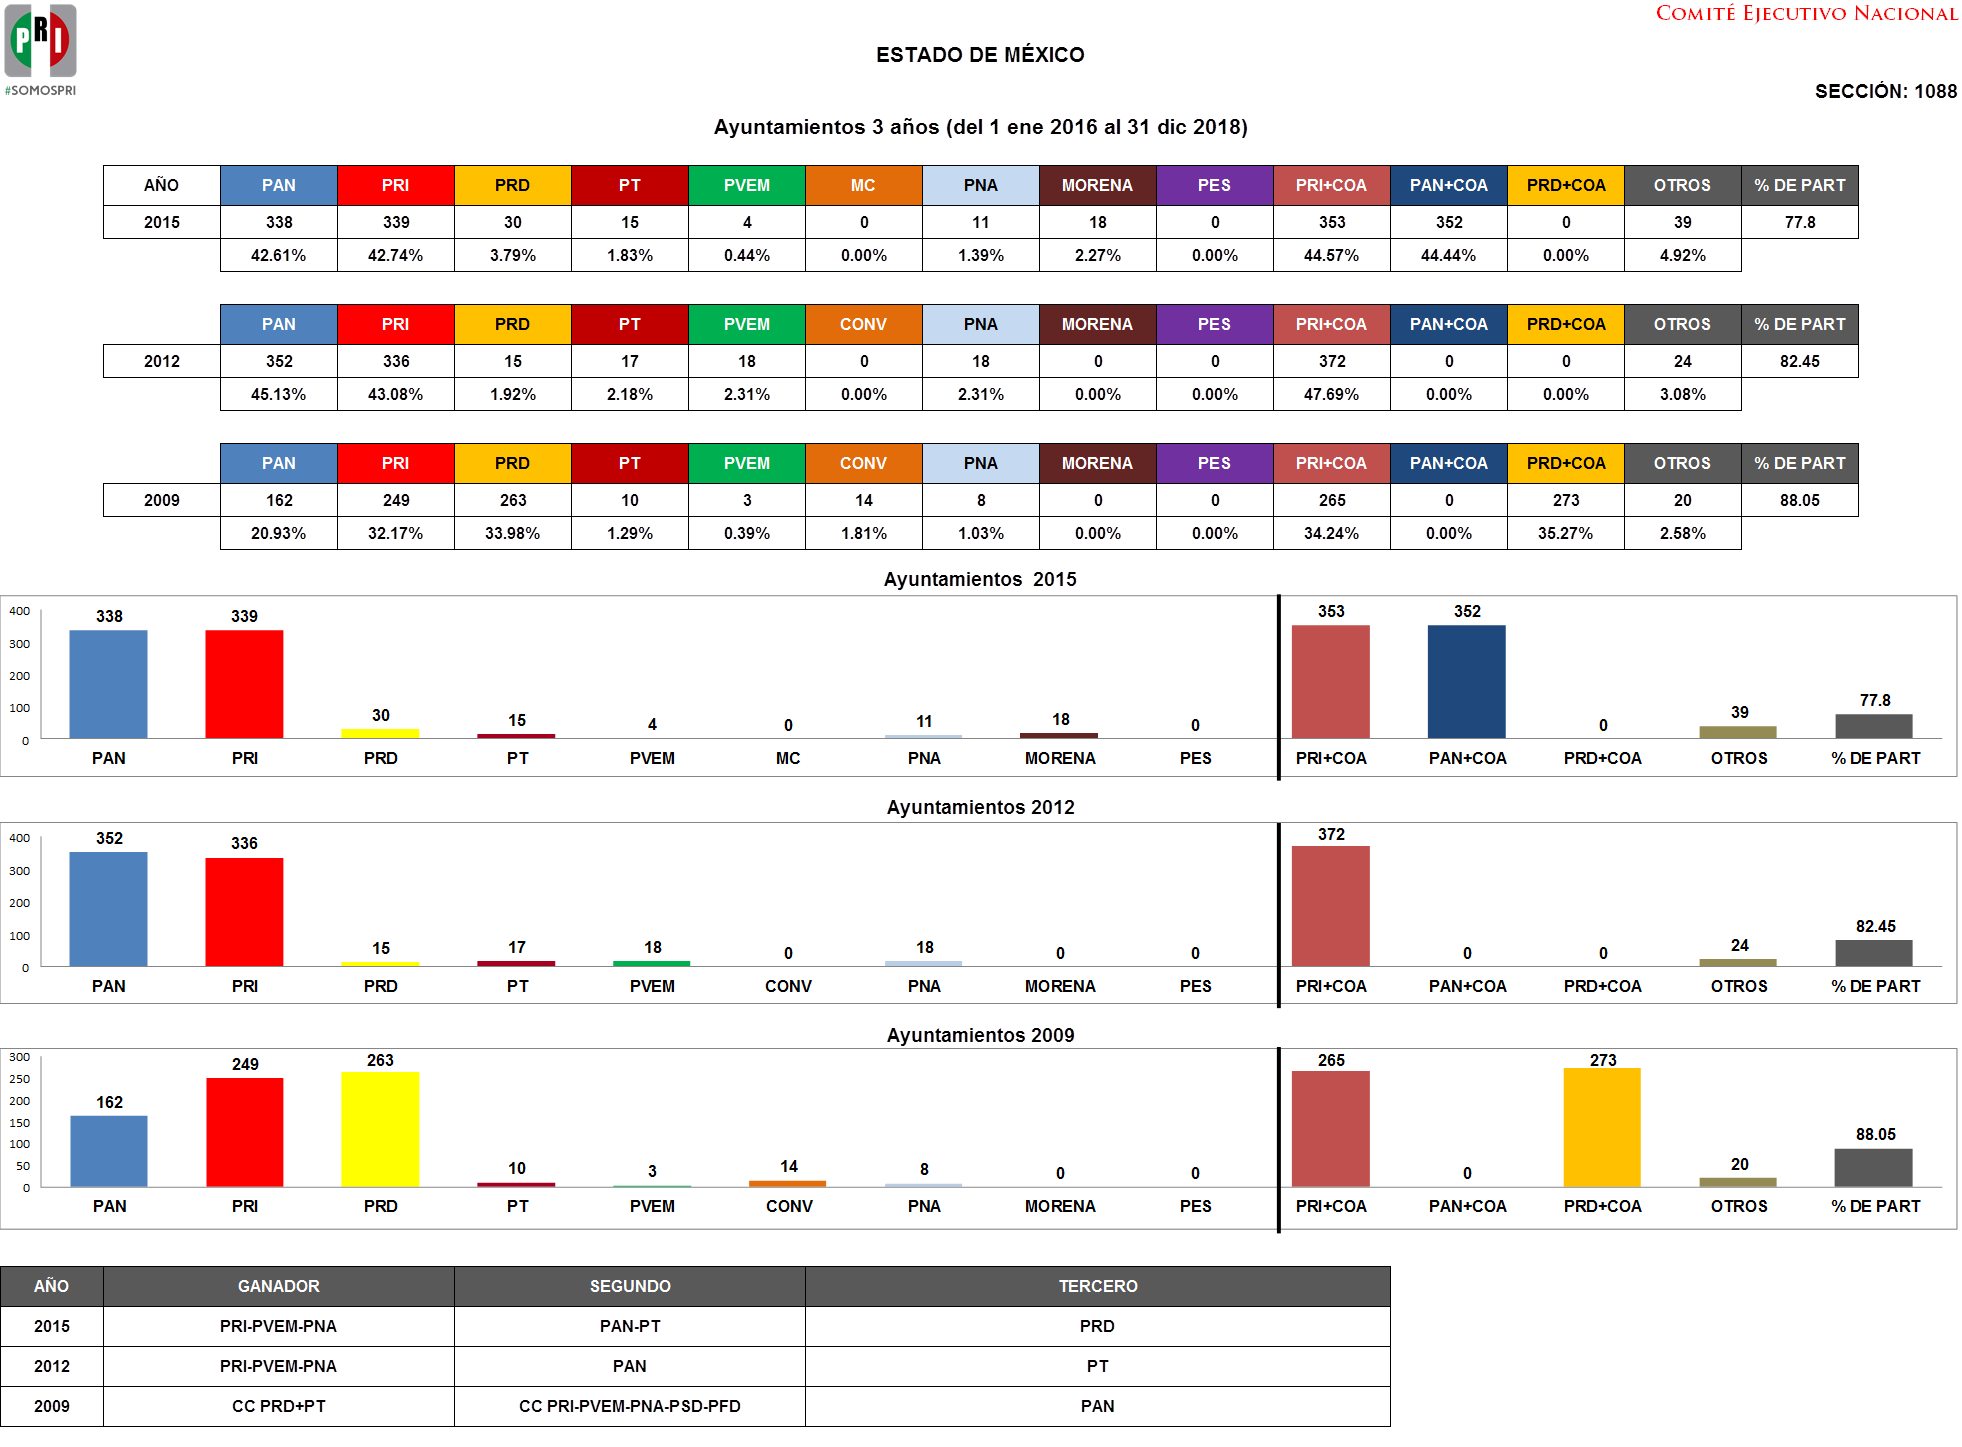 PRI
#SOMOSPRI
COMITÉ EJECUTIVO NACIONAL
ESTADO DE MÉXICO
SECCIÓN: 1088
Ayuntamientos 3 años (del 1 ene 2016 al 31 dic 2018)
AÑO PAN PRI PRD PT PVEM MC PNA MORENA PES PRI+COA PAN+COA PRD+COA OTROS % DE PART
2015 338 339 30 15 4 0 11 18 0 353 352 0 39 77.8
42.61% 42.74% 3.79% 1.83% 0.44% 0.00% 1.39% 2.27% 0.00% 44.57% 44.44% 0.00% 4.92%
PAN PRI PRD PT PVEM CONV PNA MORENA PES PRI+COA PAN+COA PRD+COA OTROS % DE PART
2012 352 336 15 17 18 0 18 0 0 372 0 0 24 82.45
45.13% 43.08% 1.92% 2.18% 2.31% 0.00% 2.31% 0.00% 0.00% 47.69% 0.00% 0.00% 3.08%
PAN PRI PRD PT PVEM CONV PNA MORENA PES PRI+COA PAN+COA PRD+COA OTROS % DE PART
2009 162 249 263 10 3 14 8 0 0 265 0 273 20 88.05
20.93% 32.17% 33.98% 1.29% 0.39% 1.81% 1.03% 0.00% 0.00% 34.24% 0.00% 35.27% 2.58%
Ayuntamientos 2015
400
300
200
100
0
338 339 30 15 4 0 11 18 0 353 352 0 39 77.8
PAN PRI PRD PT PVEM MC PNA MORENA PES PRI+COA PAN+COA PRD+COA OTROS % DE PART
Ayuntamientos 2012
400
300
200
100
0
352 336 15 17 18 0 18 0 0 372 0 0 24 82.45
PAN PRI PRD PT PVEM CONV PNA MORENA PES PRI+COA PAN+COA PRD+COA OTROS % DE PART
Ayuntamientos 2009
300
250
200
150
100
50
0
162 249 263 10 3 14 8 0 0 265 0 273 20 88.05
PAN PRI PRD PT PVEM CONV PNA MORENA PES PRI+COA PAN+COA PRD+COA OTROS % DE PART
AÑO GANADOR SEGUNDO TERCERO
2015 PRI-PVEM-PNA PAN-PT PRD
2012 PRI-PVEM-PNA PAN PT
2009 CC PRD+PT CC PRI-PVEM-PNA-PSD-PFD PAN